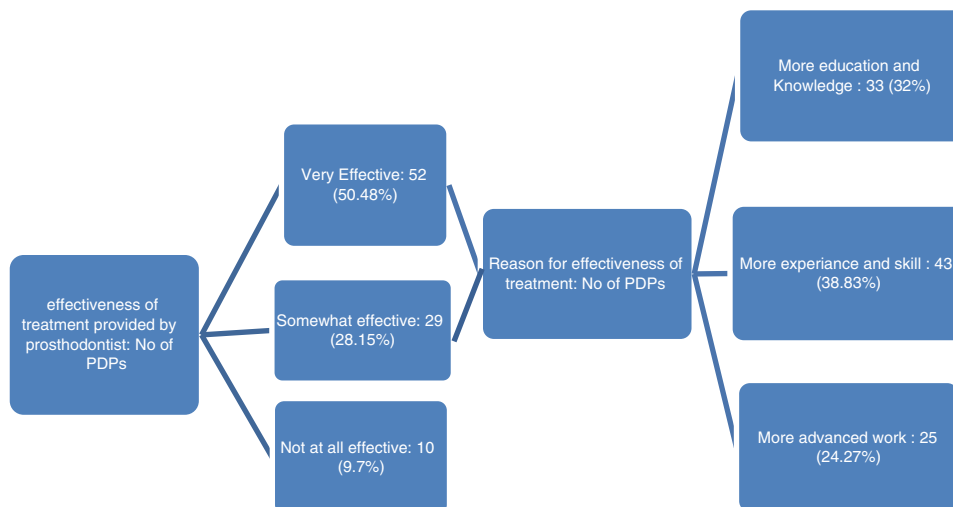 effectiveness of
treatment provided by
prosthodontist: No of
PDPs
Very Effective: 52
(50.48%)
Somewhat effective: 29
(28.15%)
Not at all effective: 10
(9.7%)
Reason for effectiveness of
treatment: No of PDPs
More education and
Knowledge : 33 (32%)
More experiance and skill : 43
(38.83%)
More advanced work : 25
(24.27%)